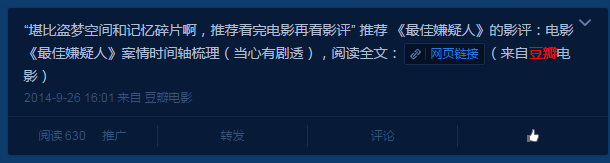 “堪比盗梦空间和记忆碎片啊，推荐看完电影再看影评” 推荐 《最佳嫌疑人》的影评：电影
《最佳嫌疑人》案情时间轴梳理（当心有剧透），阅读全文： 网页链接 （来自豆瓣电
影）
2014-9-26 16:01 来自 豆瓣电影
阅读 630 推广 转发 评论